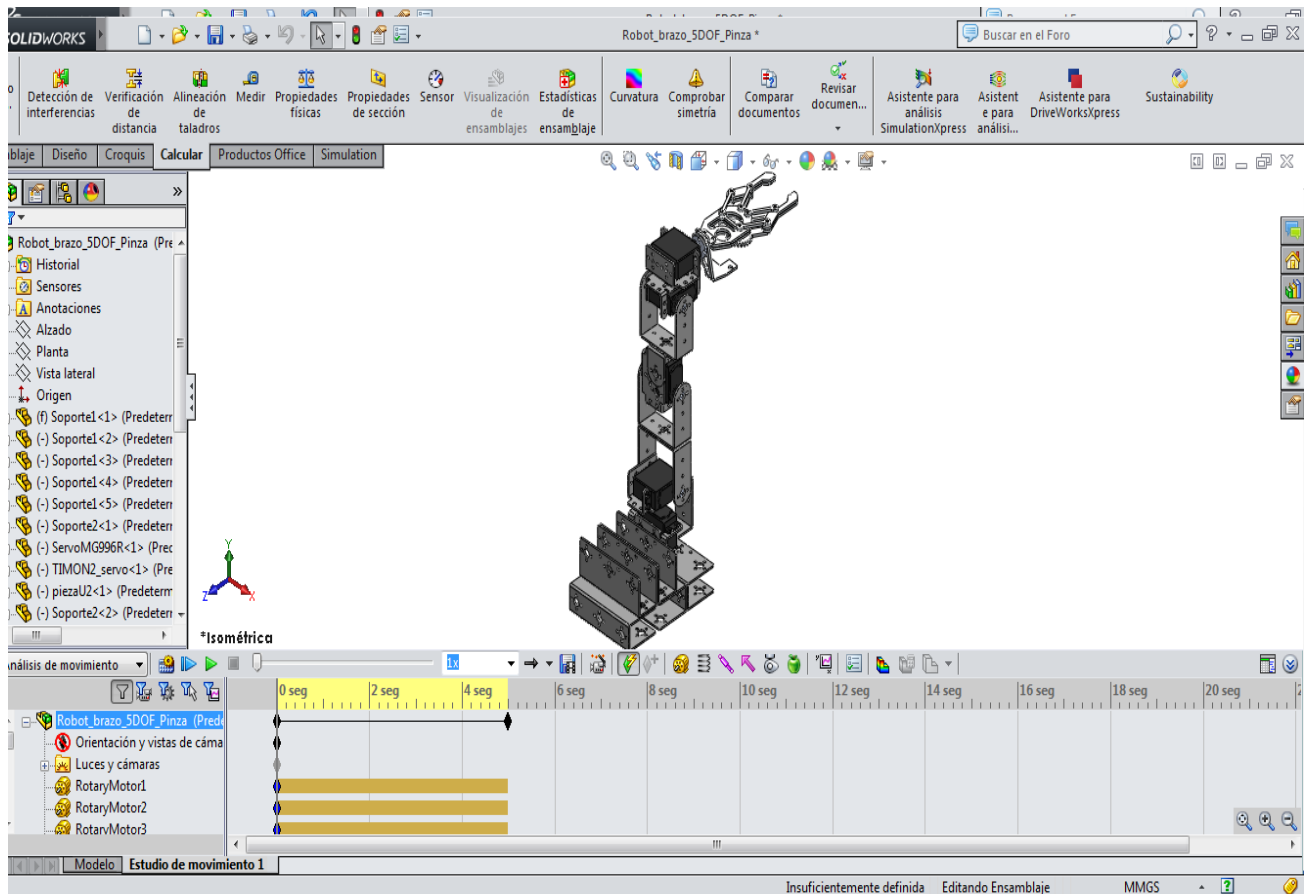 SOLIDWORKS
Robot_brazo_5DOF_Pinza *
Buscar en el Foro
Detección de interferencias
Verificación de distancia
Alineación de taladros
Medir
Propiedades físicas
Propiedades de sección
Sensor
Visualización de ensamblajes
Estadísticas de ensamblaje
Curvatura
Comprobar simetría
Comparar documentos
Revisar documen...
Asistente para análisis SimulationXpress
Asistent e para análisi...
Asistente para DriveWorksXpress
Sustainability
blaje
Diseño
Croquis
Calcular
Productos Office
Simulation
Robot_brazo_5DOF_Pinza (Pre
Historial
Sensores
Anotaciones
Alzado
Planta
Vista lateral
Origen
(f) Soporte1<1> (Predeterr
(-) Soporte1<2> (Predeterr
(-) Soporte1<3> (Predeterr
(-) Soporte1<4> (Predeterr
(-) Soporte1<5> (Predeterr
(-) Soporte2<1> (Predeterr
(-) ServoMG996R<1> (Prec
(-) TIMON2_servo<1> (Pre
(-) piezaU2<1> (Predeterm
(-) Soporte2<2> (Predeterr
Y
Z
X
*Isométrica
Análisis de movimiento
1x
0 seg
2 seg
4 seg
6 seg
8 seg
10 seg
12 seg
14 seg
16 seg
18 seg
20 seg
Robot_brazo_5DOF_Pinza (Prede
Orientación y vistas de cáma
Luces y cámaras
RotaryMotor1
RotaryMotor2
RotaryMotor3
Modelo
Estudio de movimiento 1
Insuficientemente definida
Editando Ensamblaje
MMGS